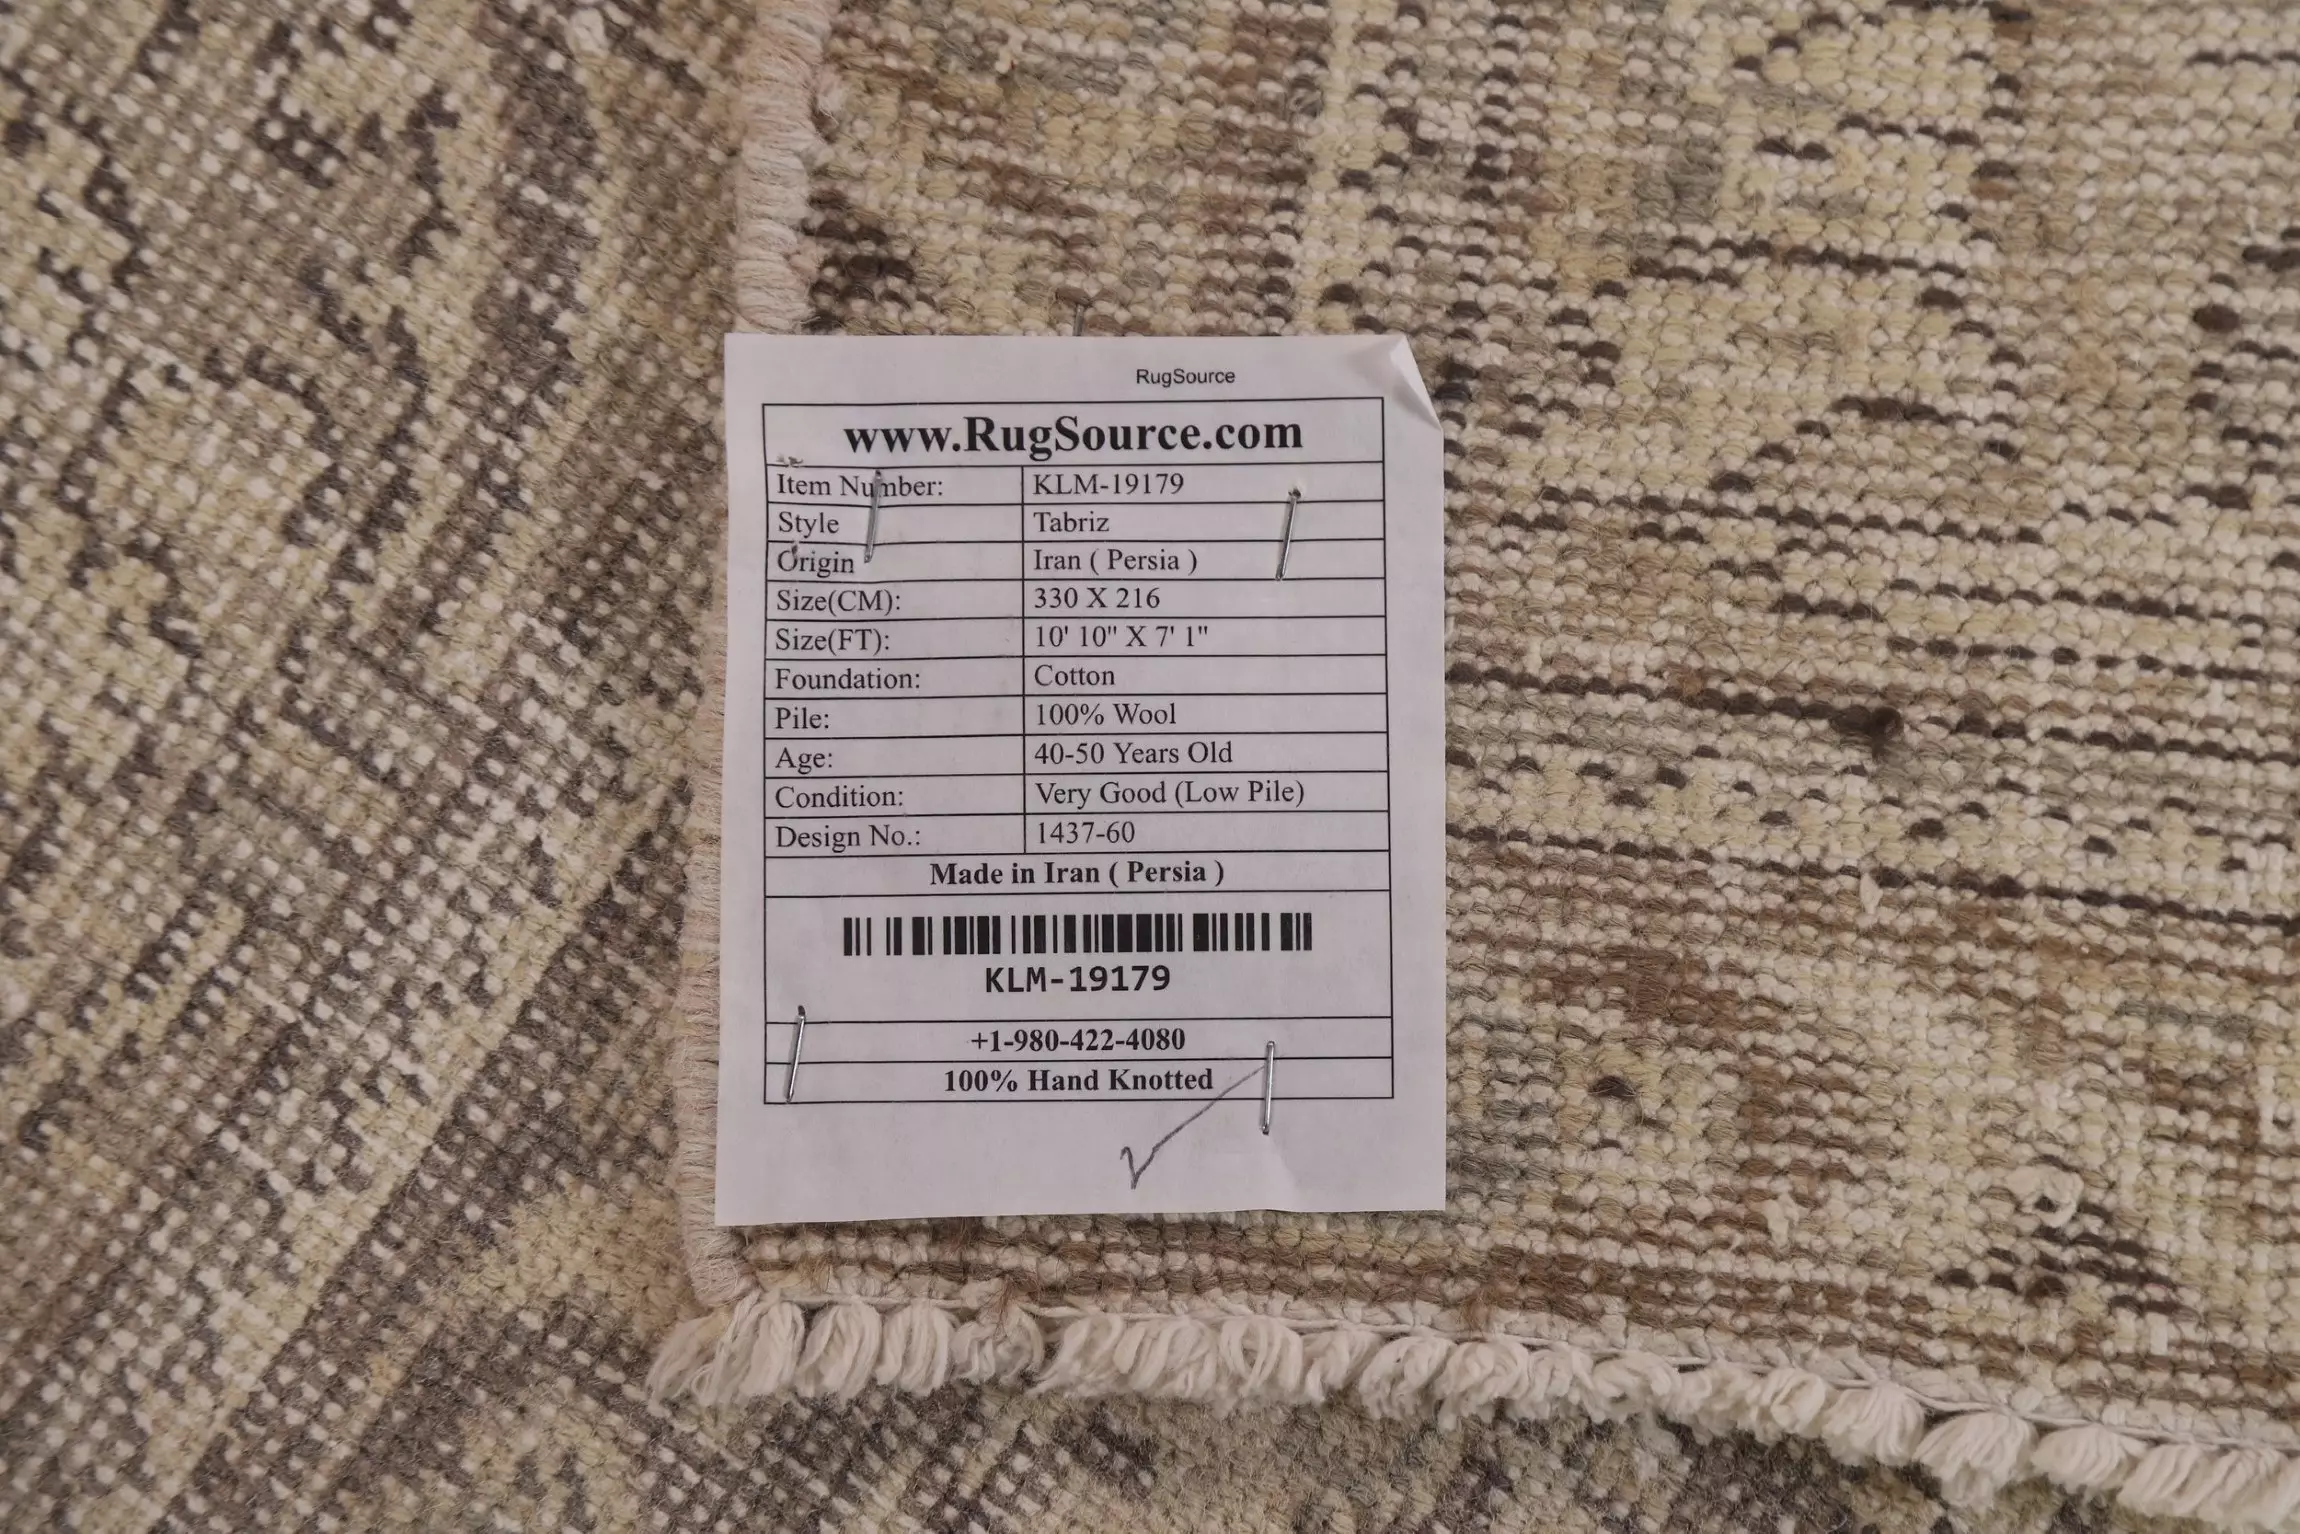 RugSource
www.RugSource.com
Item Number: KLM-19179
Style Tabriz
Origin Iran ( Persia )
Size(CM): 330 X 216
Size(FT): 10' 10" X 7' 1"
Foundation: Cotton
Pile: 100% Wool
Age: 40-50 Years Old
Condition: Very Good (Low Pile)
Design No.: 1437-60
Made in Iran ( Persia )
KLM-19179
+1-980-422-4080
100% Hand Knotted